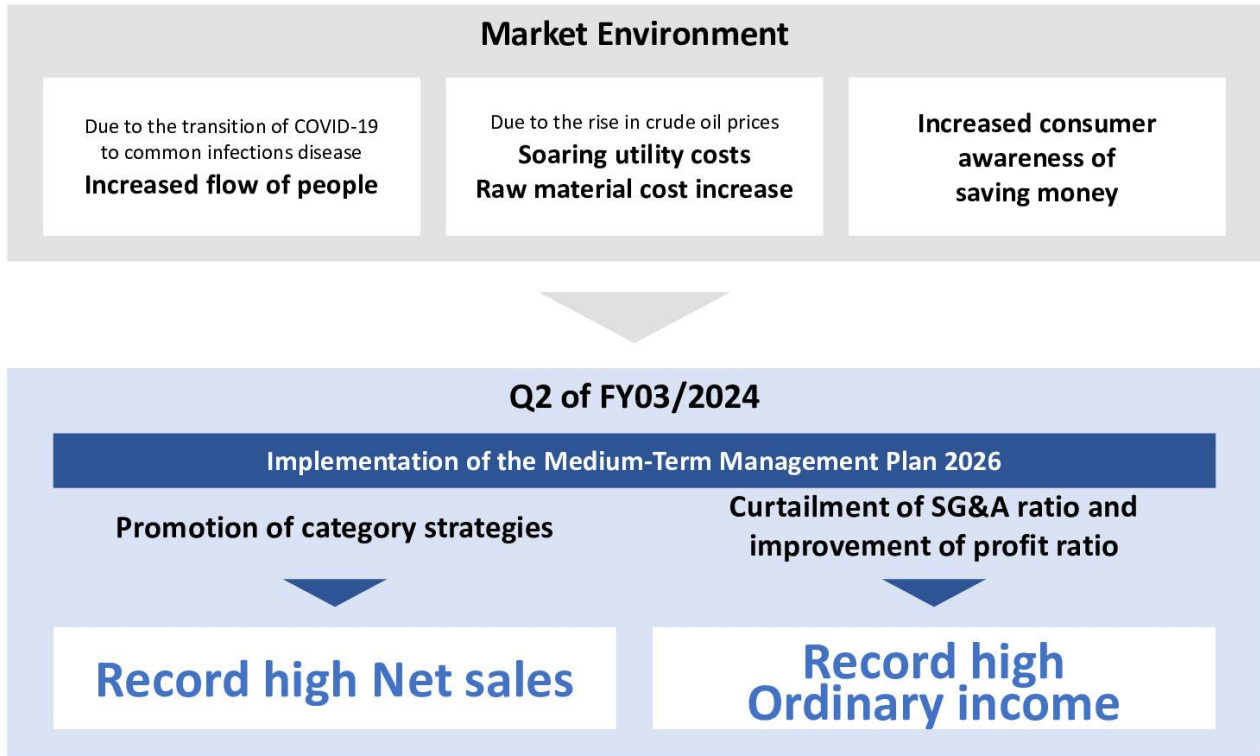 Market Environment
Due to the transition of COVID-19
to common infections disease
Increased flow of people
Due to the rise in crude oil prices
Soaring utility costs
Raw material cost increase
Increased consumer
awareness of
saving money
Q2 of FY03/2024
Implementation of the Medium-Term Management Plan 2026
Promotion of category strategies
Record high Net sales
Curtailment of SG&A ratio and
improvement of profit ratio
Record high
Ordinary income